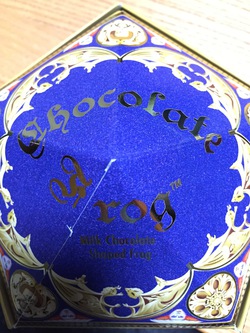 Chocolate
Frog™
Milk Chocolate
Shaped Frog